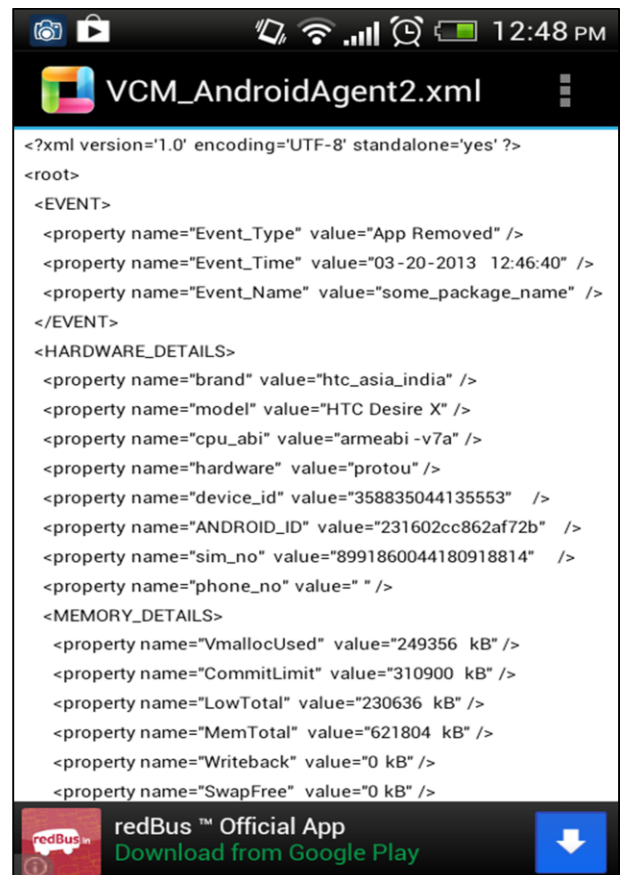 12:48 PM
VCM_AndroidAgent2.xml
<?xml version='1.0' encoding='UTF-8' standalone='yes' ?>
<root>
<EVENT>
<property name="Event_Type" value="App Removed" />
<property name="Event_Time" value="03-20-2013 12:46:40" />
<property name="Event_Name" value="some_package_name" />
</EVENT>
<HARDWARE_DETAILS>
<property name="brand" value="htc_asia_india" />
<property name="model" value="HTC Desire X" />
<property name="cpu_abi" value="armeabi -v7a" />
<property name="hardware" value="protou" />
<property name="device_id" value="358835044135553" />
<property name="ANDROID_ID" value="231602cc862af72b" />
<property name="sim_no" value="8991860044180918814" />
<property name="phone_no" value=" " />
<MEMORY_DETAILS>
<property name="VmallocUsed" value="249356 kB" />
<property name="CommitLimit" value="310900 kB" />
<property name="LowTotal" value="230636 kB" />
<property name="MemTotal" value="621804 kB" />
<property name="Writeback" value="0 kB" />
<property name="SwapFree" value="0 kB" />
redBus.in
redBus ™ Official App
Download from Google Play